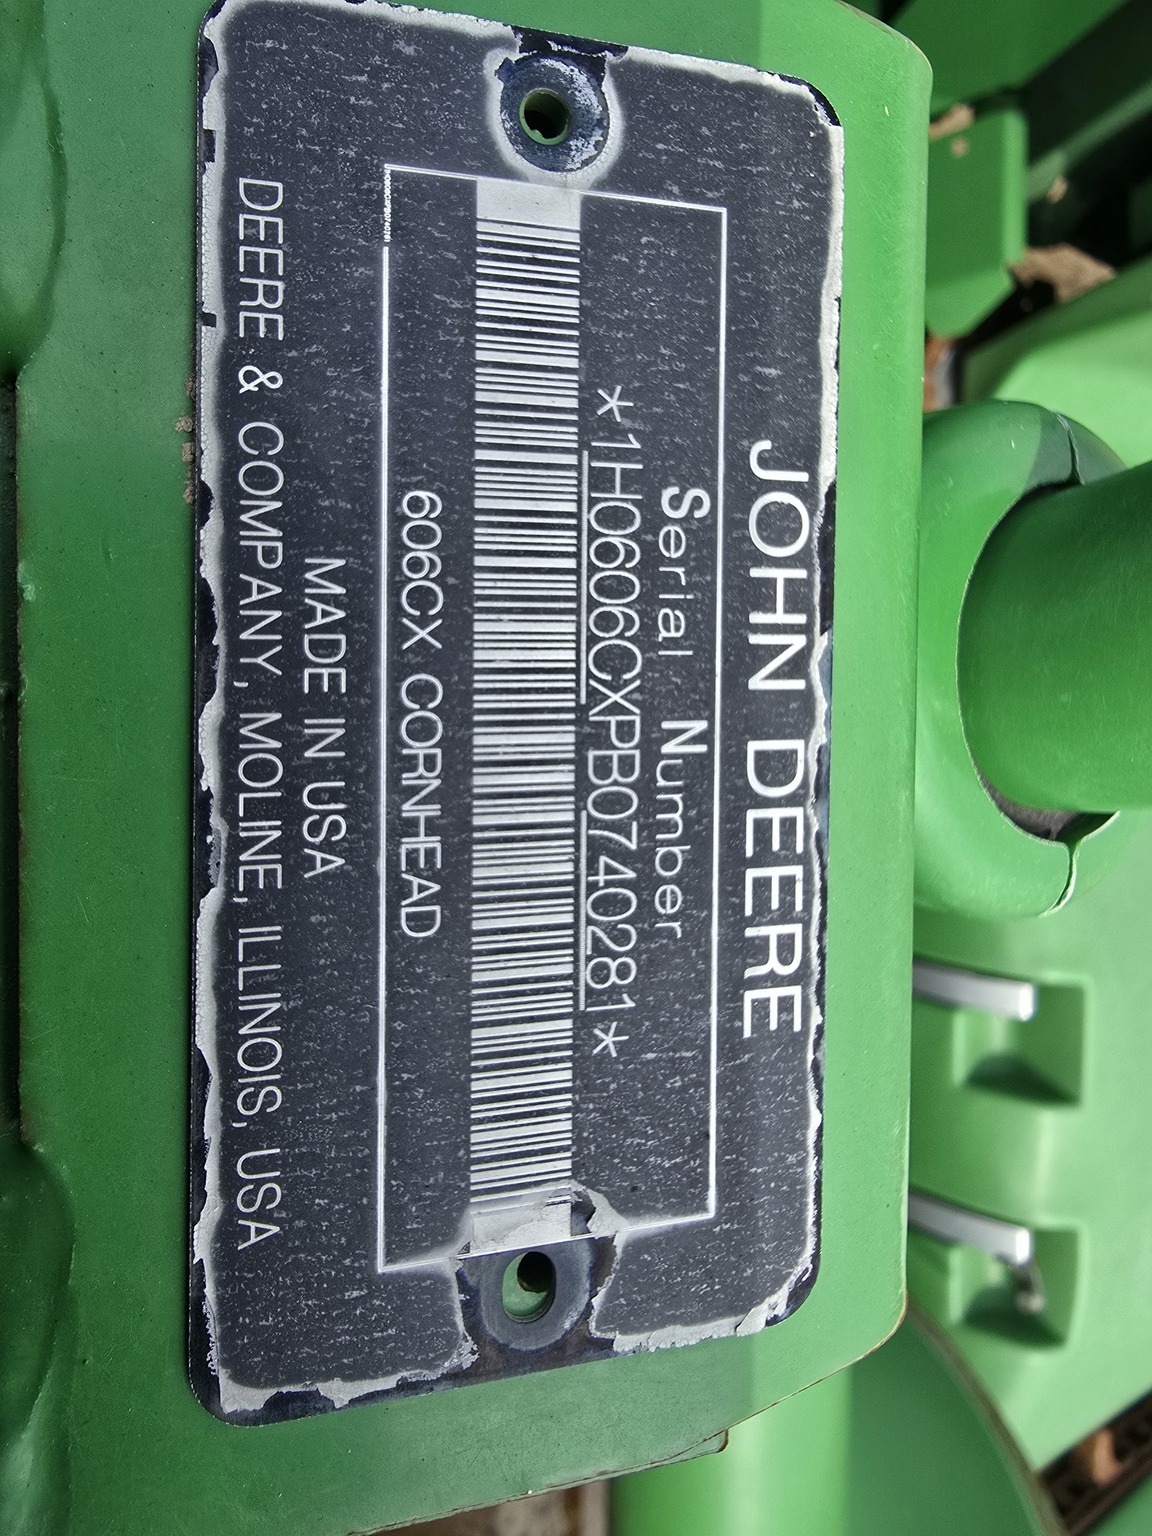 JOHN DEERE
Serial Number
*1H0606CXPB0740281*
606CX CORNHEAD
MADE IN USA
DEERE & COMPANY, MOLINE, ILLINOIS, USA